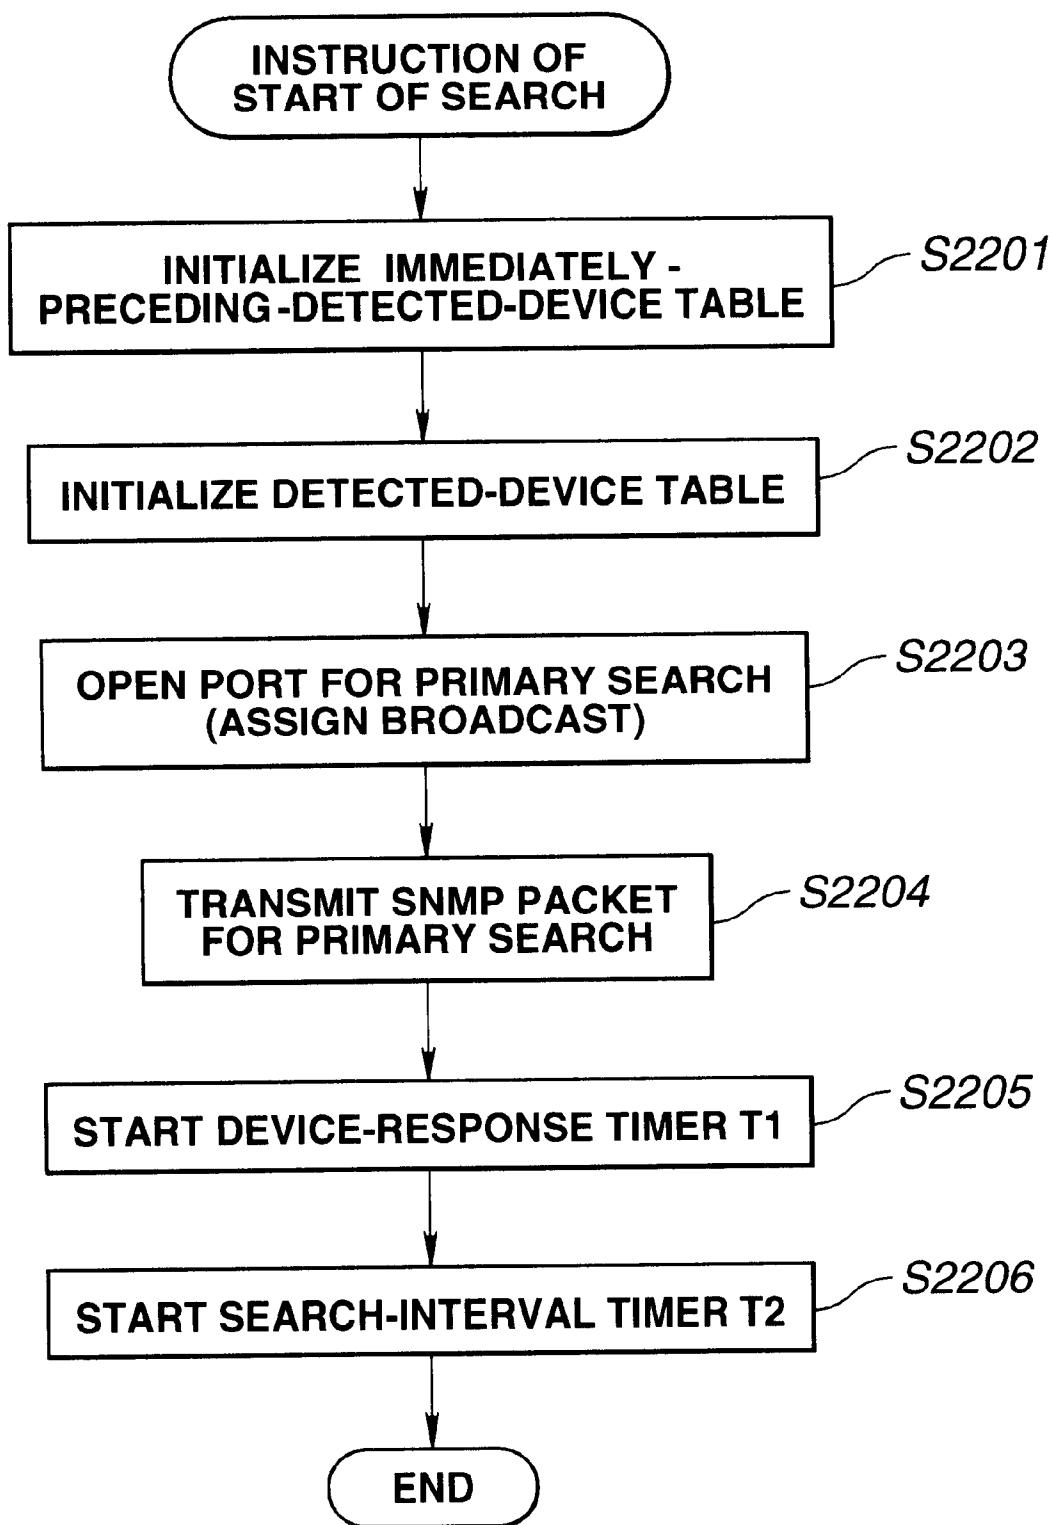 INSTRUCTION OF
START OF SEARCH
INITIALIZE IMMEDIATELY -
PRECEDING-DETECTED-DEVICE TABLE
S2201
INITIALIZE DETECTED-DEVICE TABLE
S2202
OPEN PORT FOR PRIMARY SEARCH
(ASSIGN BROADCAST)
S2203
TRANSMIT SNMP PACKET
FOR PRIMARY SEARCH
S2204
START DEVICE-RESPONSE TIMER T1
S2205
START SEARCH-INTERVAL TIMER T2
S2206
END